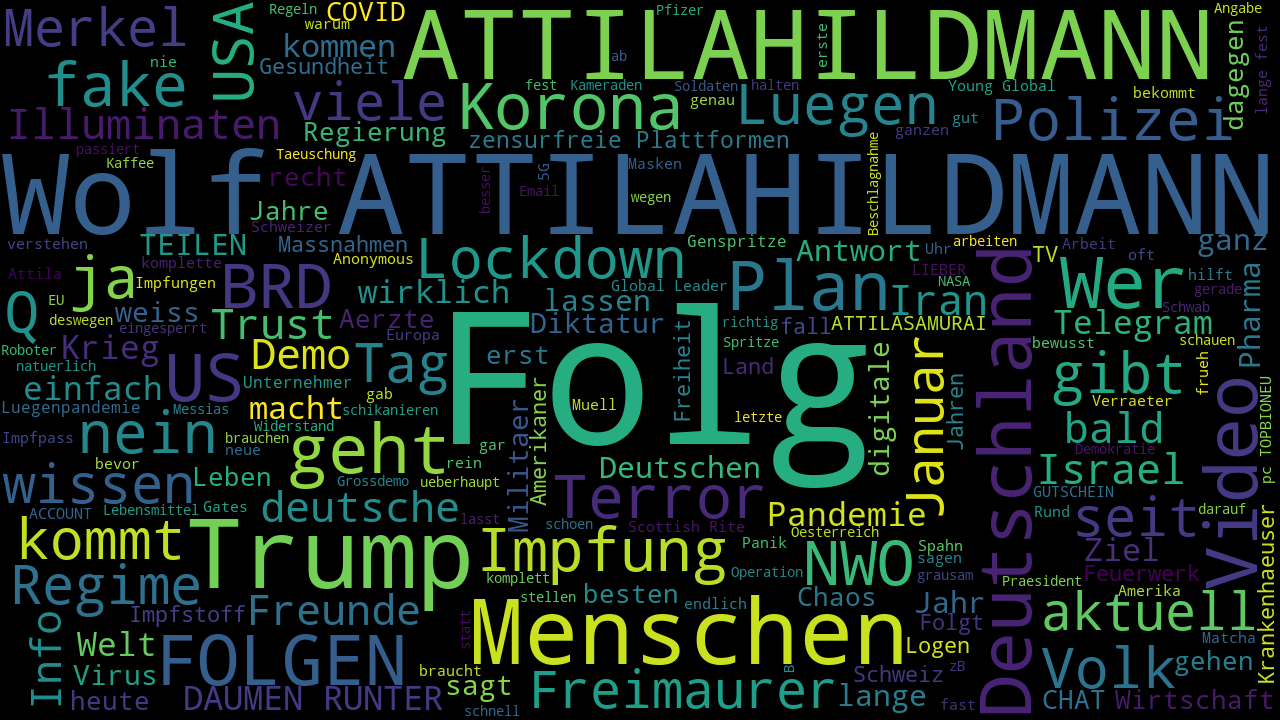 Merkel
USA
Regeln
warum
COVID
ATTILAHILDMANN
Pfizer
Angabe
kommen
Gesundheit
nie
fake
ab
erste
dagegen
lange fest
viele
Korona
fest
Kameraden
Soldaten
halten
Young Global
bekommt
genau
Luegen
gut
Illuminaten
Regierung
zensurfreie Plattformen
ganzen
Polizei
passiert
Kaffee
Taeuschung
Wolf
ATTILAHILDMANN
recht
besser
5G
Masken
Email
wegen
Beschlagnahme
Jahre
Schweizer
verstehen
TEILEN
Massnahmen
Lockdown
Genspritze
Antwort
Uhr
arbeiten
TV
Arbeit
oft
ganz
Attila
komplette
Anonymous
Impfungen
ja
BRD
wirklich
lassen
Global Leader
Plan
LIEBER
NASA
Iran
Wer
hilft
gerade
Pharma
EU
Q
deswegen
weiss
eingesperrt
Trust
Aerzte
Europa
Folg
Diktatur
Freiheit
richtig
fall
ATTILASAMURAI
Telegram
Schwab
Roboter
Krieg
Demo
Tag
erst
Spritze
bewusst
schauen
natuerlich
einfach
US
Unternehmer
Land
digitale
Januar
Jahren
Deutschland
gibt
frueh
Luegenpandemie
Messias
macht
gab
schikanieren
Muell
letzte
Verraeter
Video
pc TOPBIONEU
Impfpass
nein
brauchen
Widerstand
neue
geht
gar
Militaer
Amerikaner
bald
Demokratie
wissen
bevor
Leben
Grossdemo
rein
ueberhaupt
Deutschen
Israel
ACCOUNT
Lebensmittel
Gates
deutsche
lasst
Terror
schoen
Scottish Rite
Pandemie
Oesterreich
GUTSCHEIN
Rund
seit
darauf
Krankenhaeuser
kommt
Trump
Impfung
Panik
NWO
Spahn
sagen
Ziel
Regime
komplett
Operation
grausam
Praesident
Feuerwerk
Impfstoff
Freunde
stellen
besten
endlich
Chaos
Jahr
Folgt
Amerika
aktuell
Info
Welt
FOLGEN
statt
Menschen
Logen
Matcha
Virus
braucht
sagt
B
Schweiz
zB
Volk
gehen
heute
DAUMEN RUNTER
schnell
Freimaurer
lange
fast
CHAT
Wirtschaft